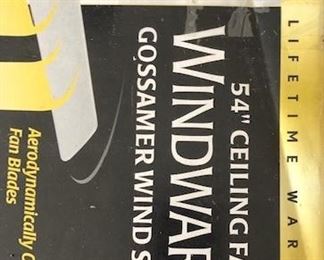 LIFETIME WAR
54" CEILING FA
WINDWAR
GOSSAMER WIND S
Aerodynamically C
Fan Blades